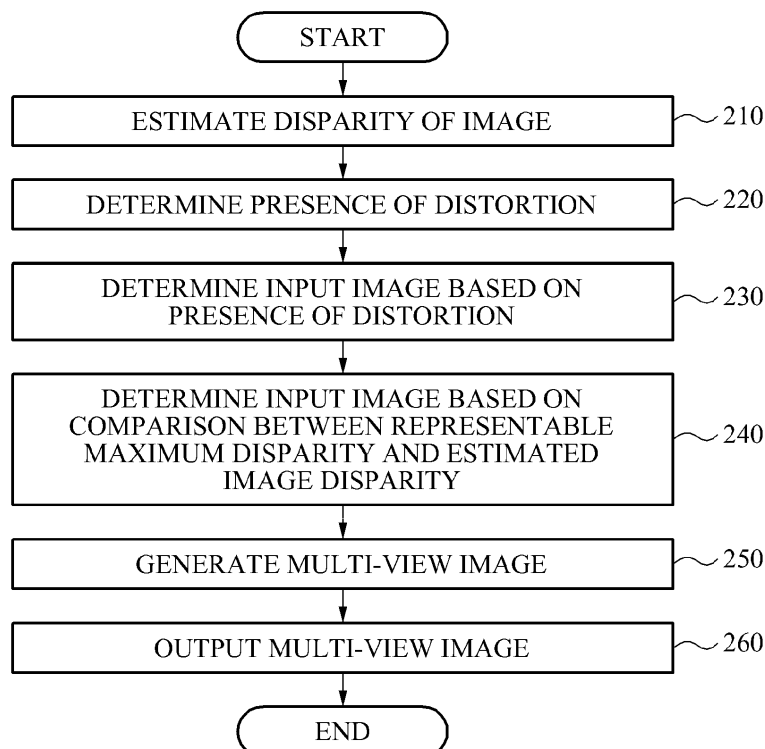 START
ESTIMATE DISPARITY OF IMAGE
210
DETERMINE PRESENCE OF DISTORTION
220
DETERMINE INPUT IMAGE BASED ON
PRESENCE OF DISTORTION
230
DETERMINE INPUT IMAGE BASED ON
COMPARISON BETWEEN REPRESENTABLE
MAXIMUM DISPARITY AND ESTIMATED
IMAGE DISPARITY
240
GENERATE MULTI-VIEW IMAGE
250
OUTPUT MULTI-VIEW IMAGE
260
END